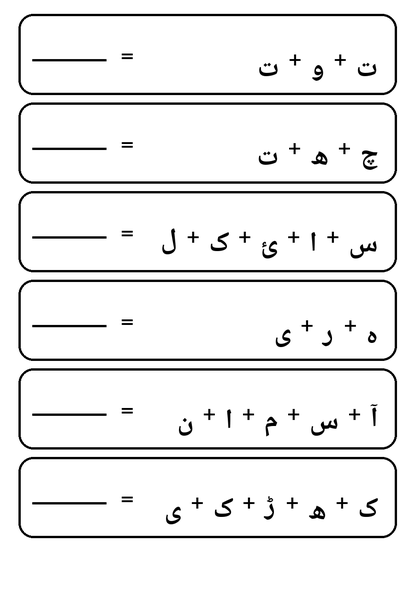 ت + و + ت = ______
چ + ھ + ت = ______
س + ا + ئ + ک + ل = ______
ہ + ر + ی = ______
آ + س + م + ا + ن = ______
ک + ھ + ڑ + ک + ی = ______